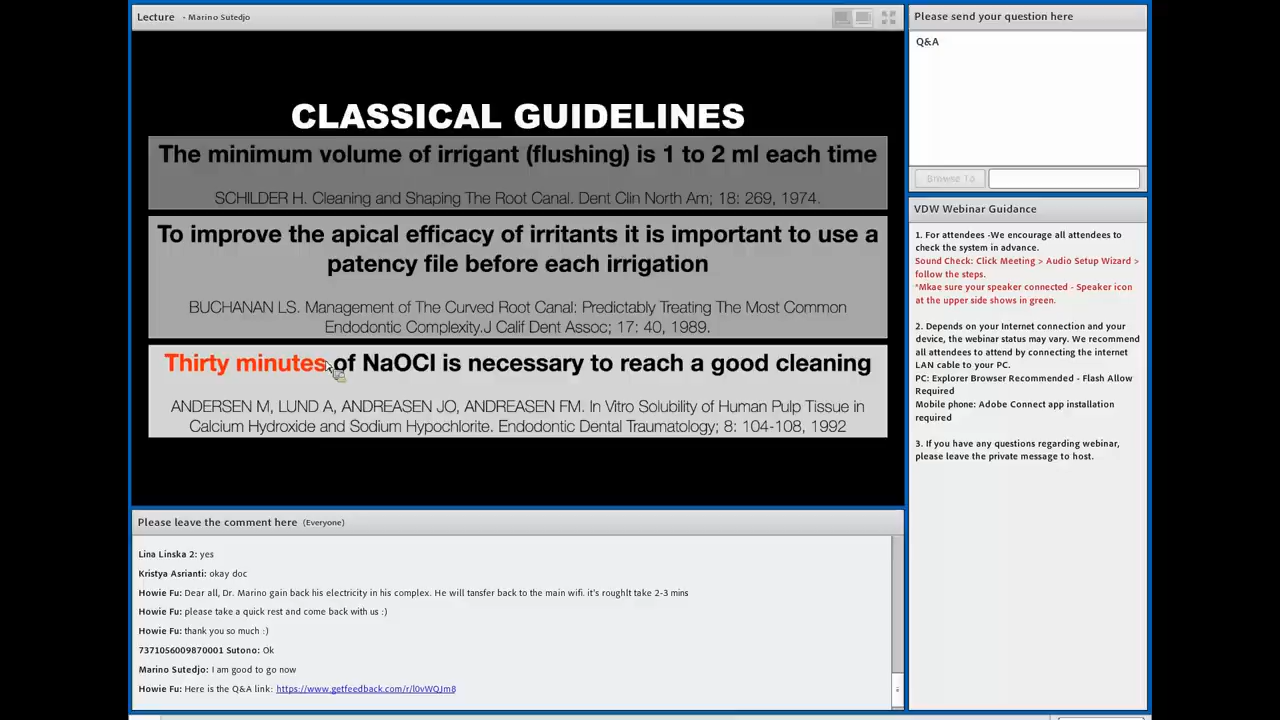 Lecture - Marino Sutedjo
CLASSICAL GUIDELINES
The minimum volume of irrigant (flushing) is 1 to 2 ml each time
SCHILDER H. Cleaning and Shaping The Root Canal. Dent Clin North Am; 18: 269, 1974.
To improve the apical efficacy of irritants it is important to use a
patency file before each irrigation
BUCHANAN LS. Management of The Curved Root Canal: Predictably Treating The Most Common
Endodontic Complexity.J Calif Dent Assoc; 17: 40, 1989.
Thirty minutes of NaOCl is necessary to reach a good cleaning
ANDERSEN M, LUND A, ANDREASEN JO, ANDREASEN FM. In Vitro Solubility of Human Pulp Tissue in
Calcium Hydroxide and Sodium Hypochlorite. Endodontic Dental Traumatology; 8: 104-108, 1992
Please leave the comment here (Everyone)
Lina Linska 2: yes
Kristya Asrianti: okay doc
Howie Fu: Dear all, Dr. Marino gain back his electricity in his complex. He will tansfer back to the main wifi. it's roughlt take 2-3 mins
Howie Fu: please take a quick rest and come back with us :)
Howie Fu: thank you so much :)
7371056009870001 Sutono: Ok
Marino Sutedjo: I am good to go now
Howie Fu: Here is the Q&A link: https://www.getfeedback.com/r/l0vWQJm8
Please send your question here
Q&A
Browse To
VDW Webinar Guidance
1. For attendees -We encourage all attendees to
check the system in advance.
Sound Check: Click Meeting > Audio Setup Wizard >
follow the steps.
*Mkae sure your speaker connected - Speaker icon
at the upper side shows in green.
2. Depends on your Internet connection and your
device, the webinar status may vary. We recommend
all attendees to attend by connecting the internet
LAN cable to your PC.
PC: Explorer Browser Recommended - Flash Allow
Required
Mobile phone: Adobe Connect app installation
required
3. If you have any questions regarding webinar,
please leave the private message to host.